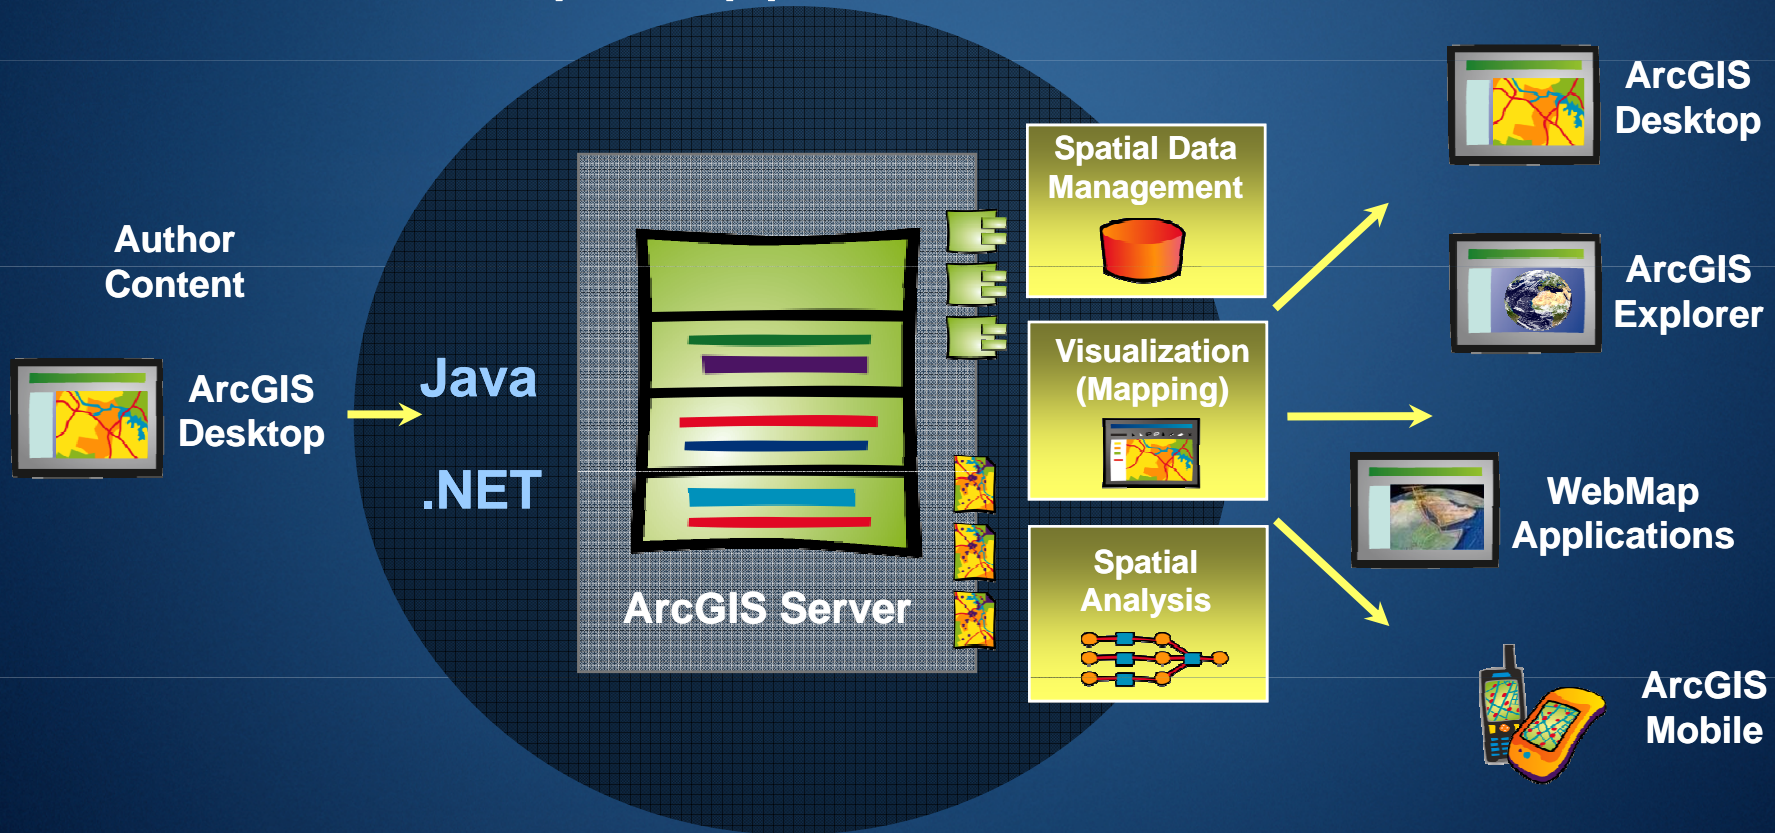 Author
Content
ArcGIS
Desktop
Java
.NET
ArcGIS Server
Spatial Data
Management
Visualization
(Mapping)
Spatial
Analysis
ArcGIS
Desktop
ArcGIS
Explorer
WebMap
Applications
ArcGIS
Mobile